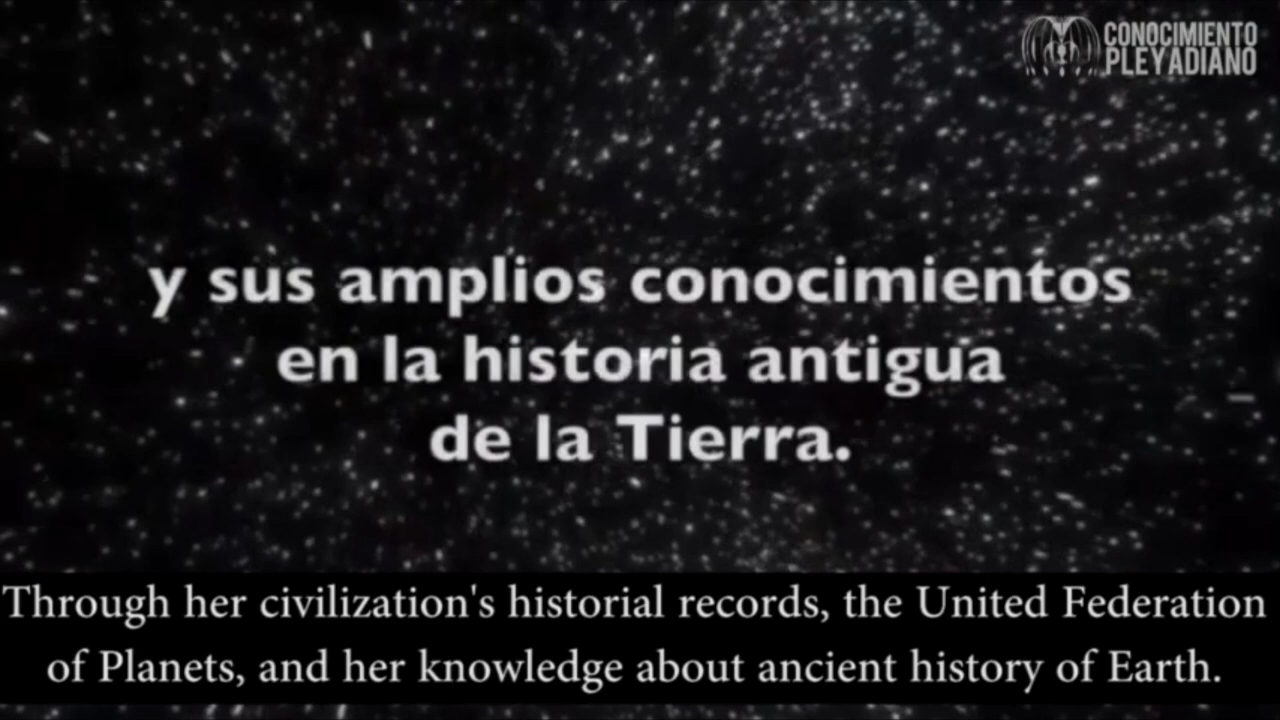 CONOCIMIENTO
PLEYADIANO
y sus amplios conocimientos
en la historia antigua
de la Tierra.
Through her civilization's historial records, the United Federation
of Planets, and her knowledge about ancient history of Earth.